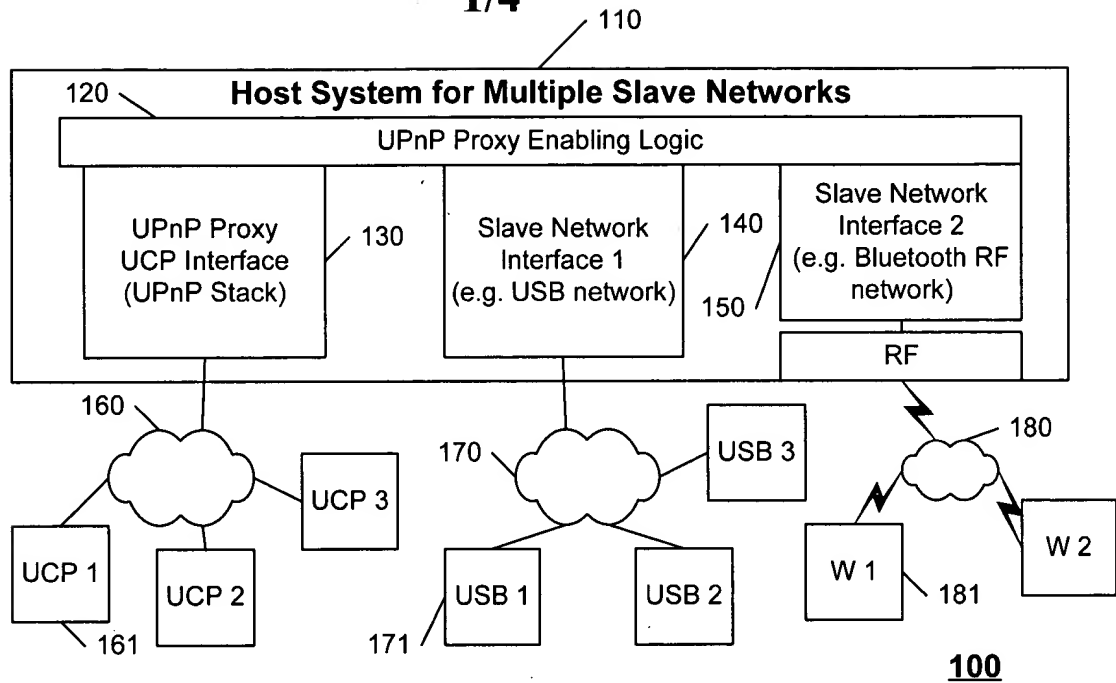 1/4
110
Host System for Multiple Slave Networks
120
UPnP Proxy Enabling Logic
UPnP Proxy
UCP Interface
(UPnP Stack)
130
Slave Network
Interface 1
(e.g. USB network)
140
Slave Network
Interface 2
(e.g. Bluetooth RF
network)
150
RF
160
170
180
UCP 1
UCP 2
UCP 3
USB 1
USB 2
USB 3
W 1
W 2
161
171
181
100